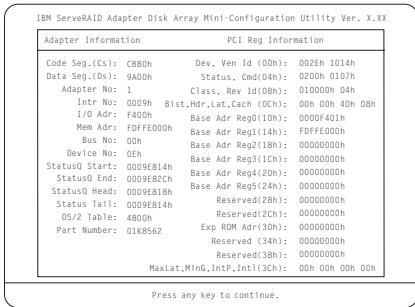 IBM ServeRAID Adapter Disk Array Mini-Configuration Utility Ver. X.XX
Adapter Information PCI Reg Information
Code Seg.(Cs): CBB0h Dev, Ven Id (00h): 002Eh 1014h
Data Seg.(Ds): 9A00h Status, Cmd(04h): 0200h 0107h
Adapter No: 1 Class, Rev Id(08h): 010000h 04h
Intr No: 0009h Bist,Hdr,Lat,Cach (0Ch): 00h 00h 40h 08h
I/O Adr: F400h Base Adr Reg0(10h): 0000F401h
Mem Adr: FDFFE000h Base Adr Reg1(14h): FDFFE000h
Bus No: 00h Base Adr Reg2(18h): 00000000h
Device No: 0Eh Base Adr Reg3(1Ch): 00000000h
StatusQ Start: 0009E814h Base Adr Reg4(20h): 00000000h
StatusQ End: 0009E82Ch Base Adr Reg5(24h): 00000000h
StatusQ Head: 0009E818h Reserved(28h): 00000000h
Status Tail: 0009E814h Reserved(2Ch): 00000000h
OS/2 Table: 4800h Exp ROM Adr(30h): 00000000h
Part Number: 01K8562 Reserved (34h): 00000000h
Reserved(38h): 00000000h
MaxLat,MinG,IntP,Intl(3Ch): 00h 00h 00h 00h
Press any key to continue.